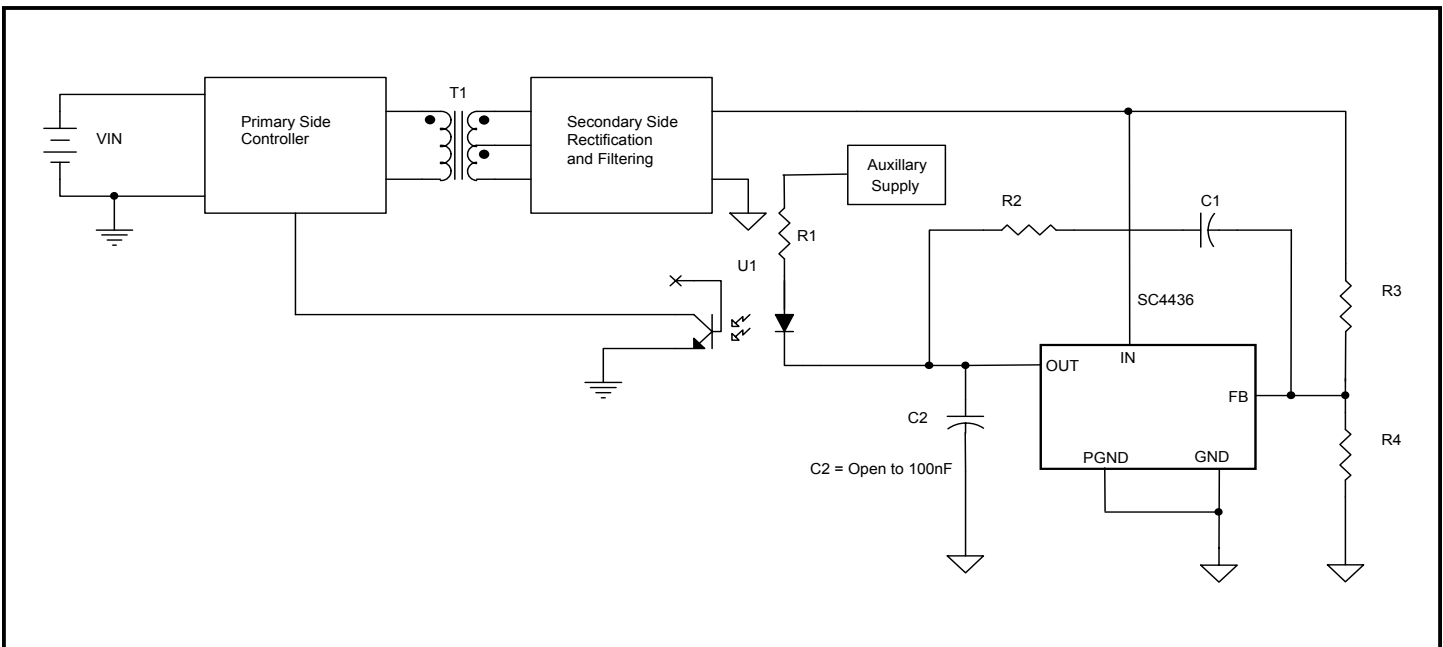 T1
Primary Side
Controller
Secondary Side
Rectification
and Filtering
VIN
Auxillary
Supply
R2
C1
R1
U1
SC4436
R3
IN
OUT
FB
C2
R4
PGND
GND
C2 = Open to 100nF